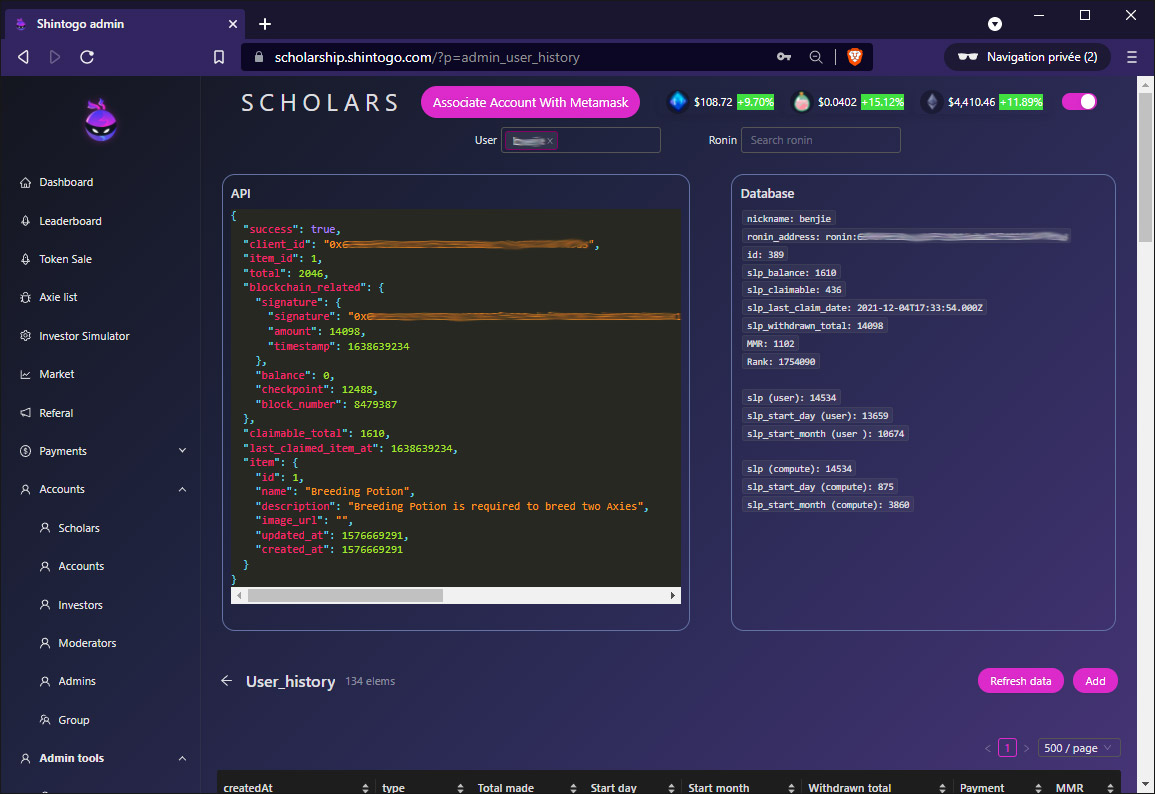 Shintogo admin
scholarship.shintogo.com/?p=admin_user_history
Navigation privée (2)
SCHOLARS
Associate Account With Metamask
$108.72 +9.70%
$0.0402 +15.12%
$4,410.46 +11.89%
User
Ronin
Search ronin
Dashboard
Leaderboard
Token Sale
Axie list
Investor Simulator
Market
Referal
Payments
Accounts
Scholars
Accounts
Investors
Moderators
Admins
Group
Admin tools
API
{
"success": true,
"client_id": "0x
"item_id": 1,
"total": 2046,
"blockchain_related": {
"signature": {
"signature": "0x
"amount": 14098,
"timestamp": 1638639234
},
"balance": 0,
"checkpoint": 12488,
"block_number": 8479387
},
"claimable_total": 1610,
"last_claimed_item_at": 1638639234,
"item": {
"id": 1,
"name": "Breeding Potion",
"description": "Breeding Potion is required to breed two Axies",
"image_url": "",
"updated_at": 1576669291,
"created_at": 1576669291
}
}
Database
nickname: benjie
ronin_address: ronin:
id: 389
slp_balance: 1610
slp_claimable: 436
slp_last_claim_date: 2021-12-04T17:33:54.000Z
slp_withdrawn_total: 14098
MMR: 1102
Rank: 1754090
slp (user): 14534
slp_start_day (user): 13659
slp_start_month (user ): 10674
slp (compute): 14534
slp_start_day (compute): 875
slp_start_month (compute): 3860
User_history 134 elems
Refresh data
Add
1
500 / page
createdAt type Total made Start day Start month Withdrawn total Payment MMR